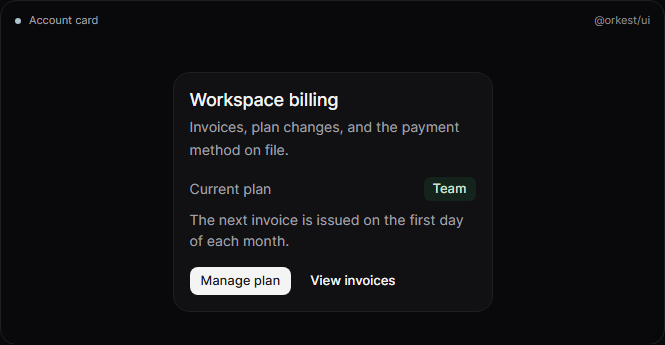 Account card
@orkest/ui
Workspace billing
Invoices, plan changes, and the payment
method on file.
Current plan
Team
The next invoice is issued on the first day
of each month.
Manage plan
View invoices